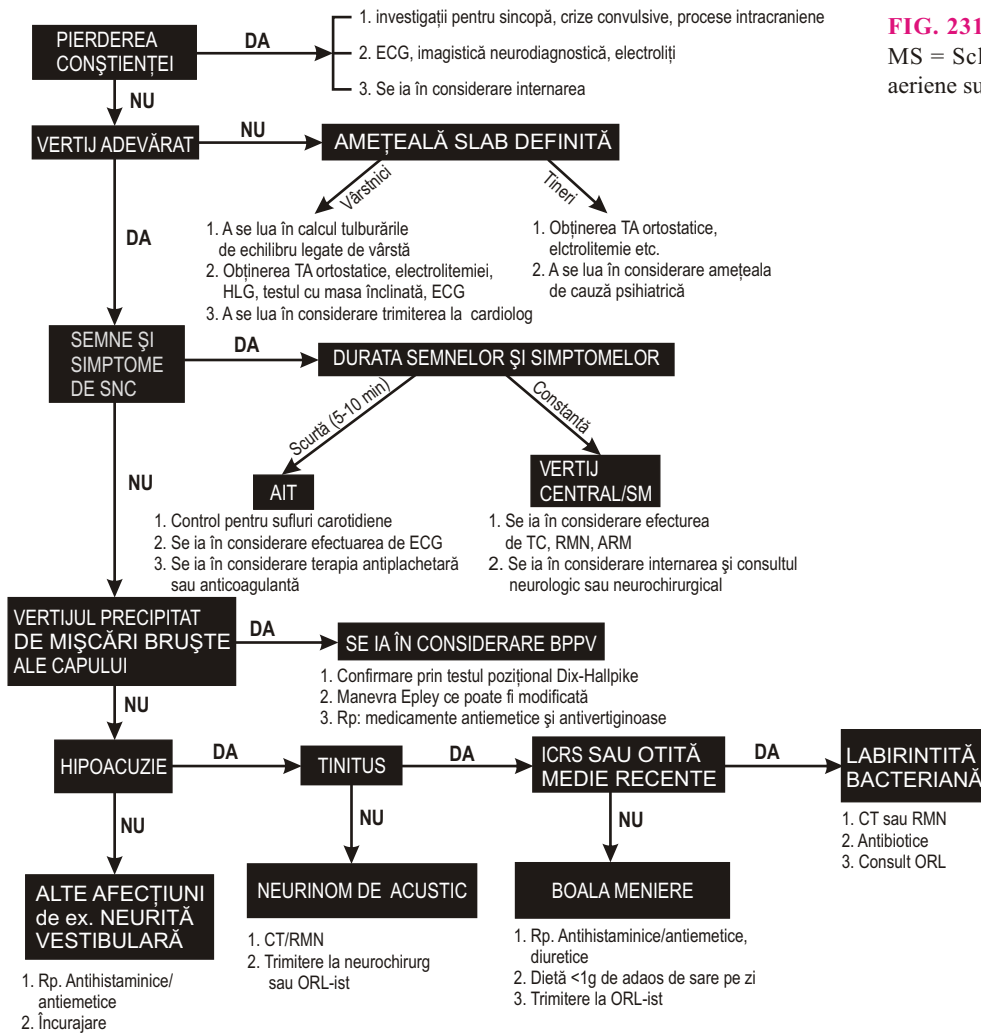 PIERDEREA
CONŞTIENŢEI
DA
1. investigații pentru sincopă, crize convulsive, procese intracraniene
2. ECG, imagistică neurodiagnostică, electroliți
3. Se ia în considerare internarea
FIG. 231
MS = Scl
aeriene su
NU
VERTIJ ADEVĂRAT
NU
AMEȚEALĂ SLAB DEFINITĂ
Vârstnici
Tineri
DA
1. A se lua în calcul tulburările
de echilibru legate de vârstă
2. Obținerea TA ortostatice, electrolitemiei,
HLG, testul cu masa înclinată, ECG
3. A se lua în considerare trimiterea la cardiolog
1. Obținerea TA ortostatice,
elctrolitemie etc.
2. A se lua în considerare amețeala
de cauză psihiatrică
SEMNE ŞI
SIMPTOME
DE SNC
DA
DURATA SEMNELOR ŞI SIMPTOMELOR
Scurtă (5-10 min)
Constantă
NU
AIT
1. Control pentru sufluri carotidiene
2. Se ia în considerare efectuarea de ECG
3. Se ia în considerare terapia antiplachetară
sau anticoagulantă
VERTIJ
CENTRAL/SM
1. Se ia în considerare efecturea
de TC, RMN, ARM
2. Se ia în considerare internarea şi consultul
neurologic sau neurochirurgical
VERTIJUL PRECIPITAT
DE MIŞCĂRI BRUŞTE
ALE CAPULUI
DA
SE IA ÎN CONSIDERARE BPPV
1. Confirmare prin testul pozițional Dix-Hallpike
2. Manevra Epley ce poate fi modificată
3. Rp: medicamente antiemetice şi antivertiginoase
NU
HIPOACUZIE
DA
TINITUS
DA
ICRS SAU OTITĂ
MEDIE RECENTE
DA
LABIRINTITĂ
BACTERIANĂ
1. CT sau RMN
2. Antibiotice
3. Consult ORL
NU
NU
NU
ALTE AFECȚIUNI
de ex. NEURITĂ
VESTIBULARĂ
1. Rp. Antihistaminice/
antiemetice
2. Încurajare
NEURINOM DE ACUSTIC
1. CT/RMN
2. Trimitere la neurochirurg
sau ORL-ist
BOALA MENIERE
1. Rp. Antihistaminice/antiemetice,
diuretice
2. Dietă <1g de adaos de sare pe zi
3. Trimitere la ORL-ist